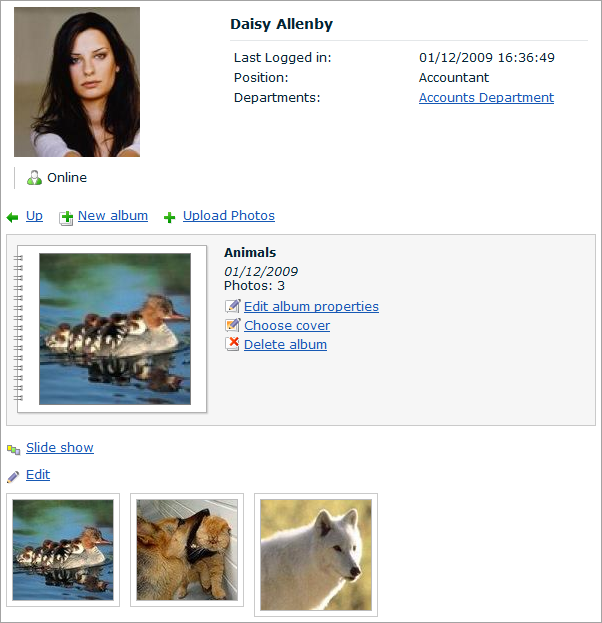 Daisy Allenby
Last Logged in: 01/12/2009 16:36:49
Position: Accountant
Departments: Accounts Department
Online
Up New album Upload Photos
Animals
01/12/2009
Photos: 3
Edit album properties
Choose cover
Delete album
Slide show
Edit